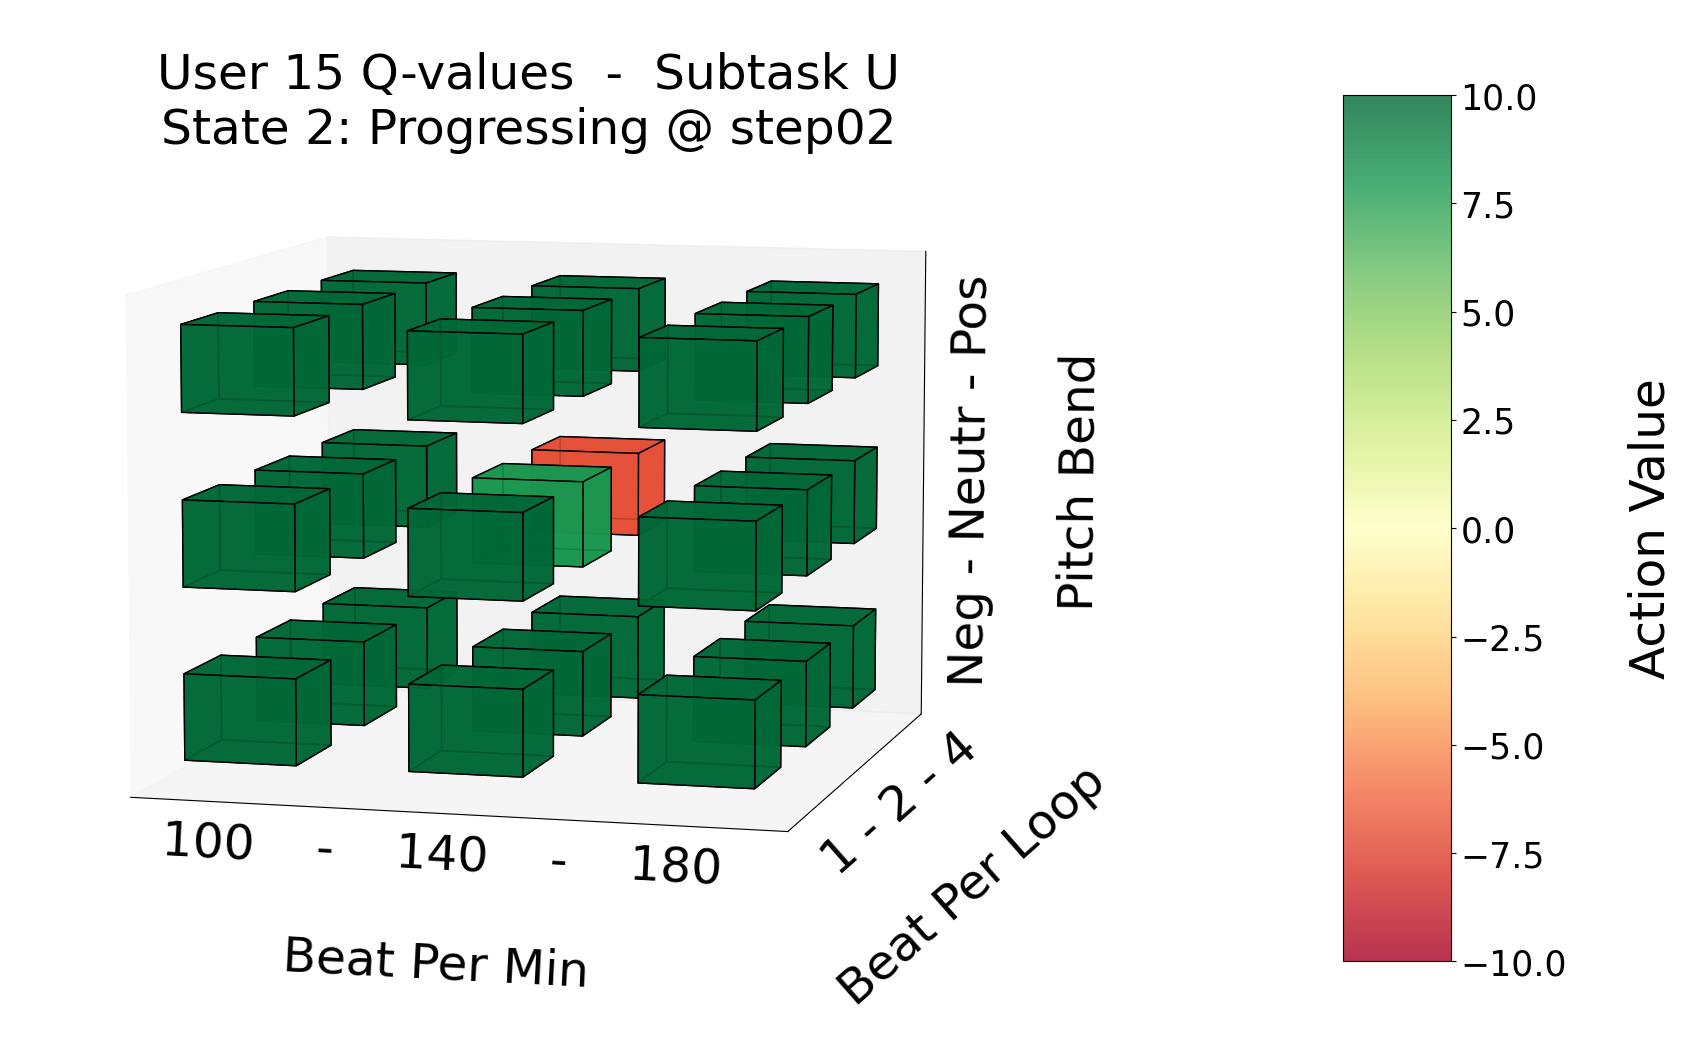 User 15 Q-values - Subtask U
State 2: Progressing @ step02
Neg - Neutr - Pos
Pitch Bend
1 - 2 - 4
Beat Per Loop
100 - 140 - 180
Beat Per Min
10.0
7.5
5.0
2.5
0.0
−2.5
−5.0
−7.5
−10.0
Action Value